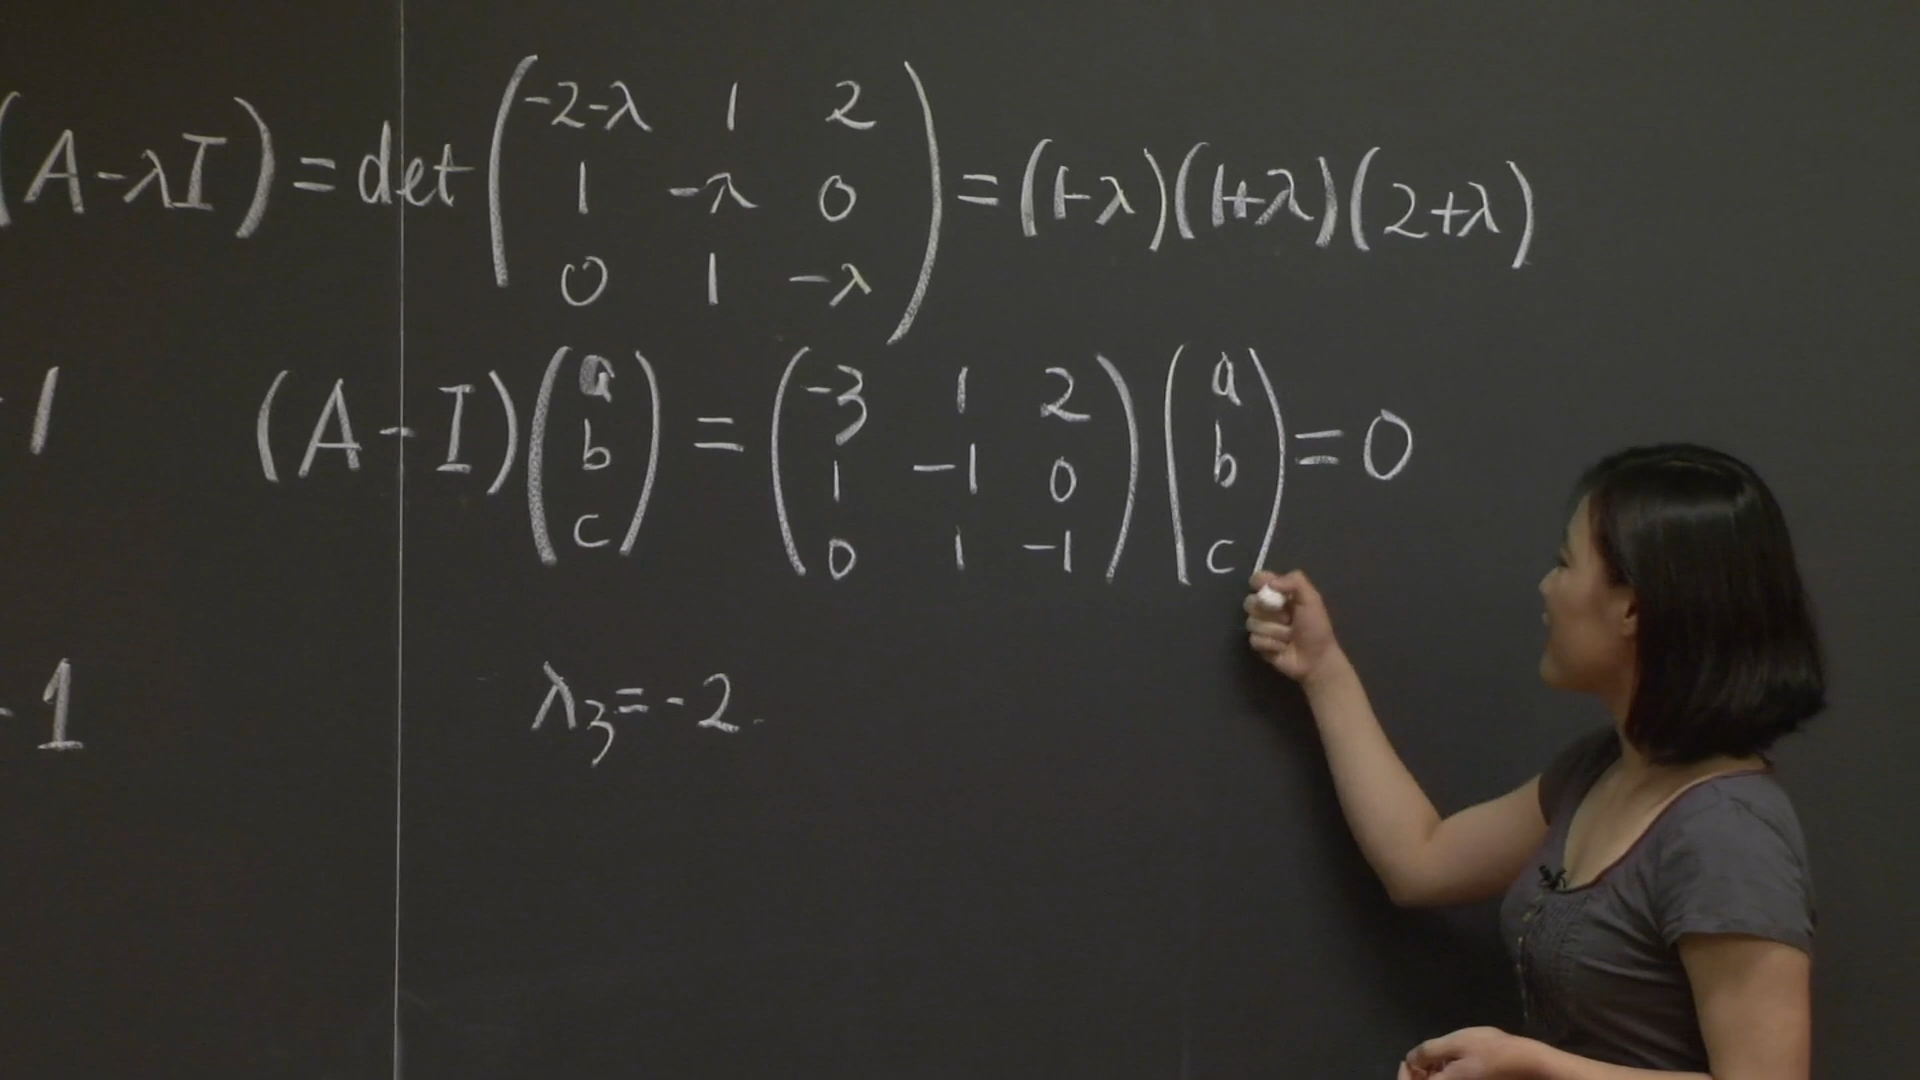 (A-λI) = det ( -2-λ 1 2 ) = (1-λ)(1+λ)(2+λ)
1 -λ 0
0 1 -λ
1 (A-I) ( a ) = ( -3 1 2 ) ( a ) = 0
b 1 -1 0 b
c 0 1 -1 c
-1 λ3 = -2